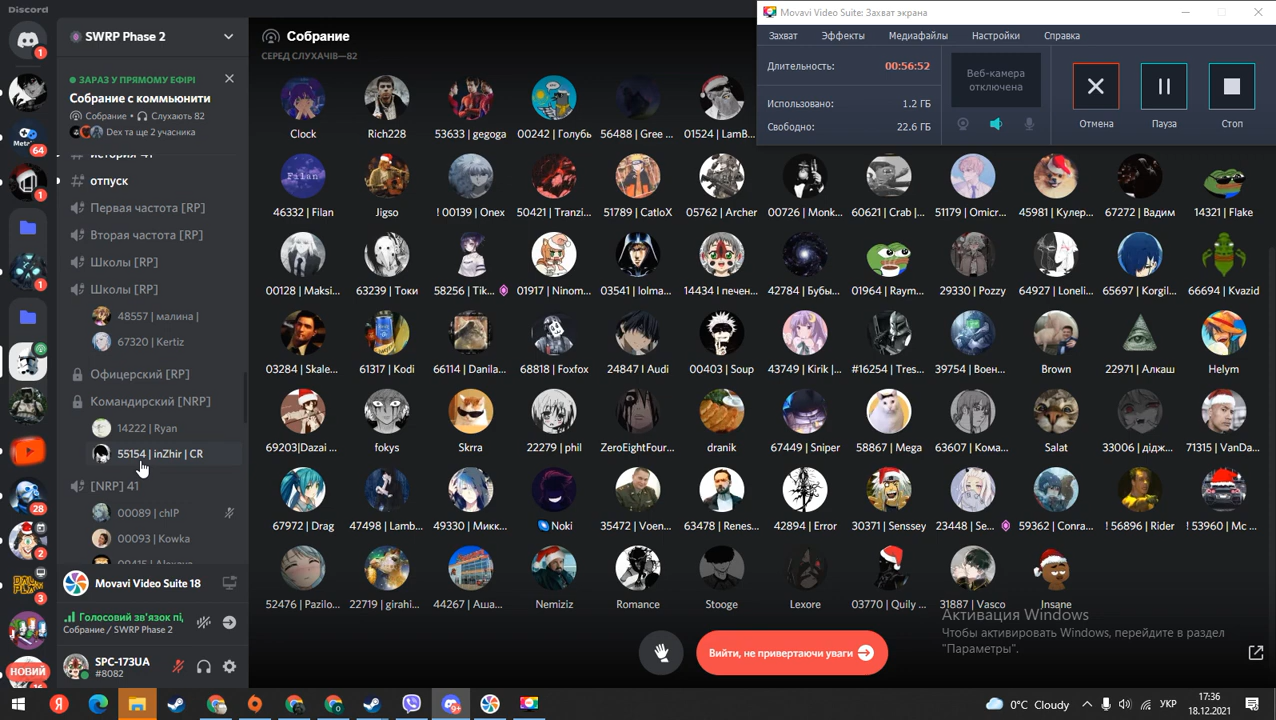 Discord
SWRP Phase 2
ЗАРАЗ У ПРЯМОМУ ЕФІРІ
Собрание с коммьюнити
Собрание • Слухають 82
Dex та ще 2 учасника
история 41
отпуск
Первая частота [RP]
Вторая частота [RP]
Школы [RP]
Школы [RP]
48557 | малина |
67320 | Kertiz
Офицерский [RP]
Командирский [NRP]
14222 | Ryan
55154 | inZhir | CR
[NRP] 41
00089 | chIP
00093 | Kowka
Movavi Video Suite 18
Голосовий зв'язок пі,
Собрание / SWRP Phase 2
SPC-173UA
#8082
1
64
1
1
28
2
3
НОВИЙ
Собрание
СЕРЕД СЛУХАЧІВ—82
Clock
Rich228
53633 | gegoga
00242 | Голубь
56488 | Gree ...
01524 | LamB...
46332 | Filan
Jigso
! 00139 | Onex
50421 | Tranzi...
51789 | CatloX
05762 | Archer
00726 | Monk...
60621 | Crab |...
51179 | Omicr...
45981 | Кулер...
67272 | Вадим
14321 | Flake
00128 | Maksi...
63239 | Токи
58256 | Tik...
01917 | Ninom...
03541 | lolma...
14434 I печен...
42784 | Бубы...
01964 | Raym...
29330 | Pozzy
64927 | Loneli...
65697 | Korgil...
66694 | Kvazid
03284 | Skale...
61317 | Kodi
66114 | Danila...
68818 | Foxfox
24847 I Audi
00403 | Soup
43749 | Kirik |...
#16254 | Tres...
39754 | Воен...
Brown
22971 | Алкаш
Helym
69203|Dazai ...
fokys
Skrra
22279 | phil
ZeroEightFour...
dranik
67449 | Sniper
58867 | Mega
63607 | Кома...
Salat
33006 | дідж...
71315 | VanDa...
67972 | Drag
47498 | Lamb...
49330 | Микк...
Noki
35472 | Voen...
63478 | Renes...
42894 | Error
30371 | Senssey
23448 | Se...
59362 | Conra...
! 56896 | Rider
! 53960 | Mc ...
52476 | Pazilo...
22719 | girahi...
44267 | Аша...
Nemiziz
Romance
Stooge
Lexore
03770 | Quily ...
31887 | Vasco
Insane
Вийти, не привертаючи уваги
Активация Windows
Чтобы активировать Windows, перейдите в раздел
"Параметры".
Movavi Video Suite: Захват экрана
Захват Эффекты Медиафайлы Настройки Справка
Длительность: 00:56:52
Использовано: 1.2 ГБ
Свободно: 22.6 ГБ
Веб-камера
отключена
Отмена
Пауза
Стоп
0°C Cloudy
УКР
17:36
18.12.2021